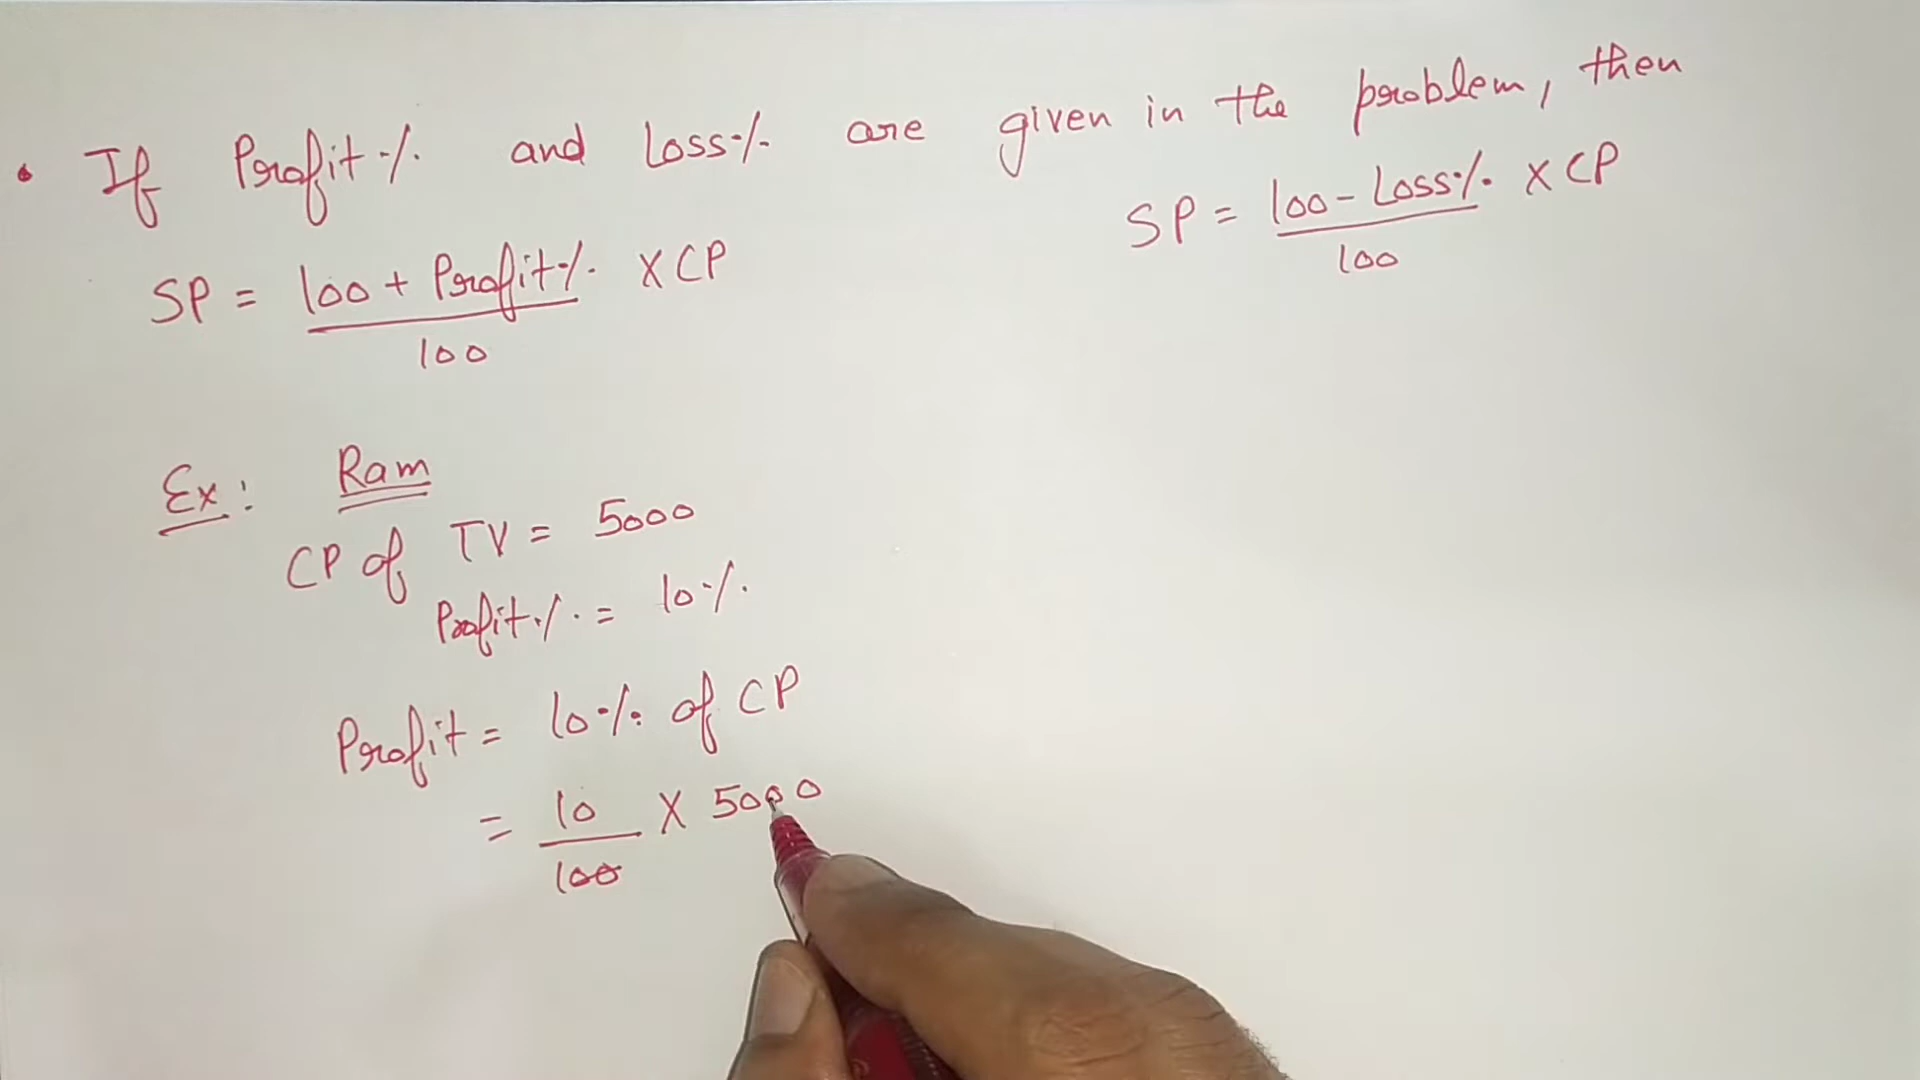 • If Profit% and Loss% are given in the problem, then
SP = 100 + Profit% × CP
100
SP = 100 - Loss% × CP
100
Ex: Ram
CP of TV = 5000
Profit% = 10%
Profit = 10% of CP
= 10 × 5000
100